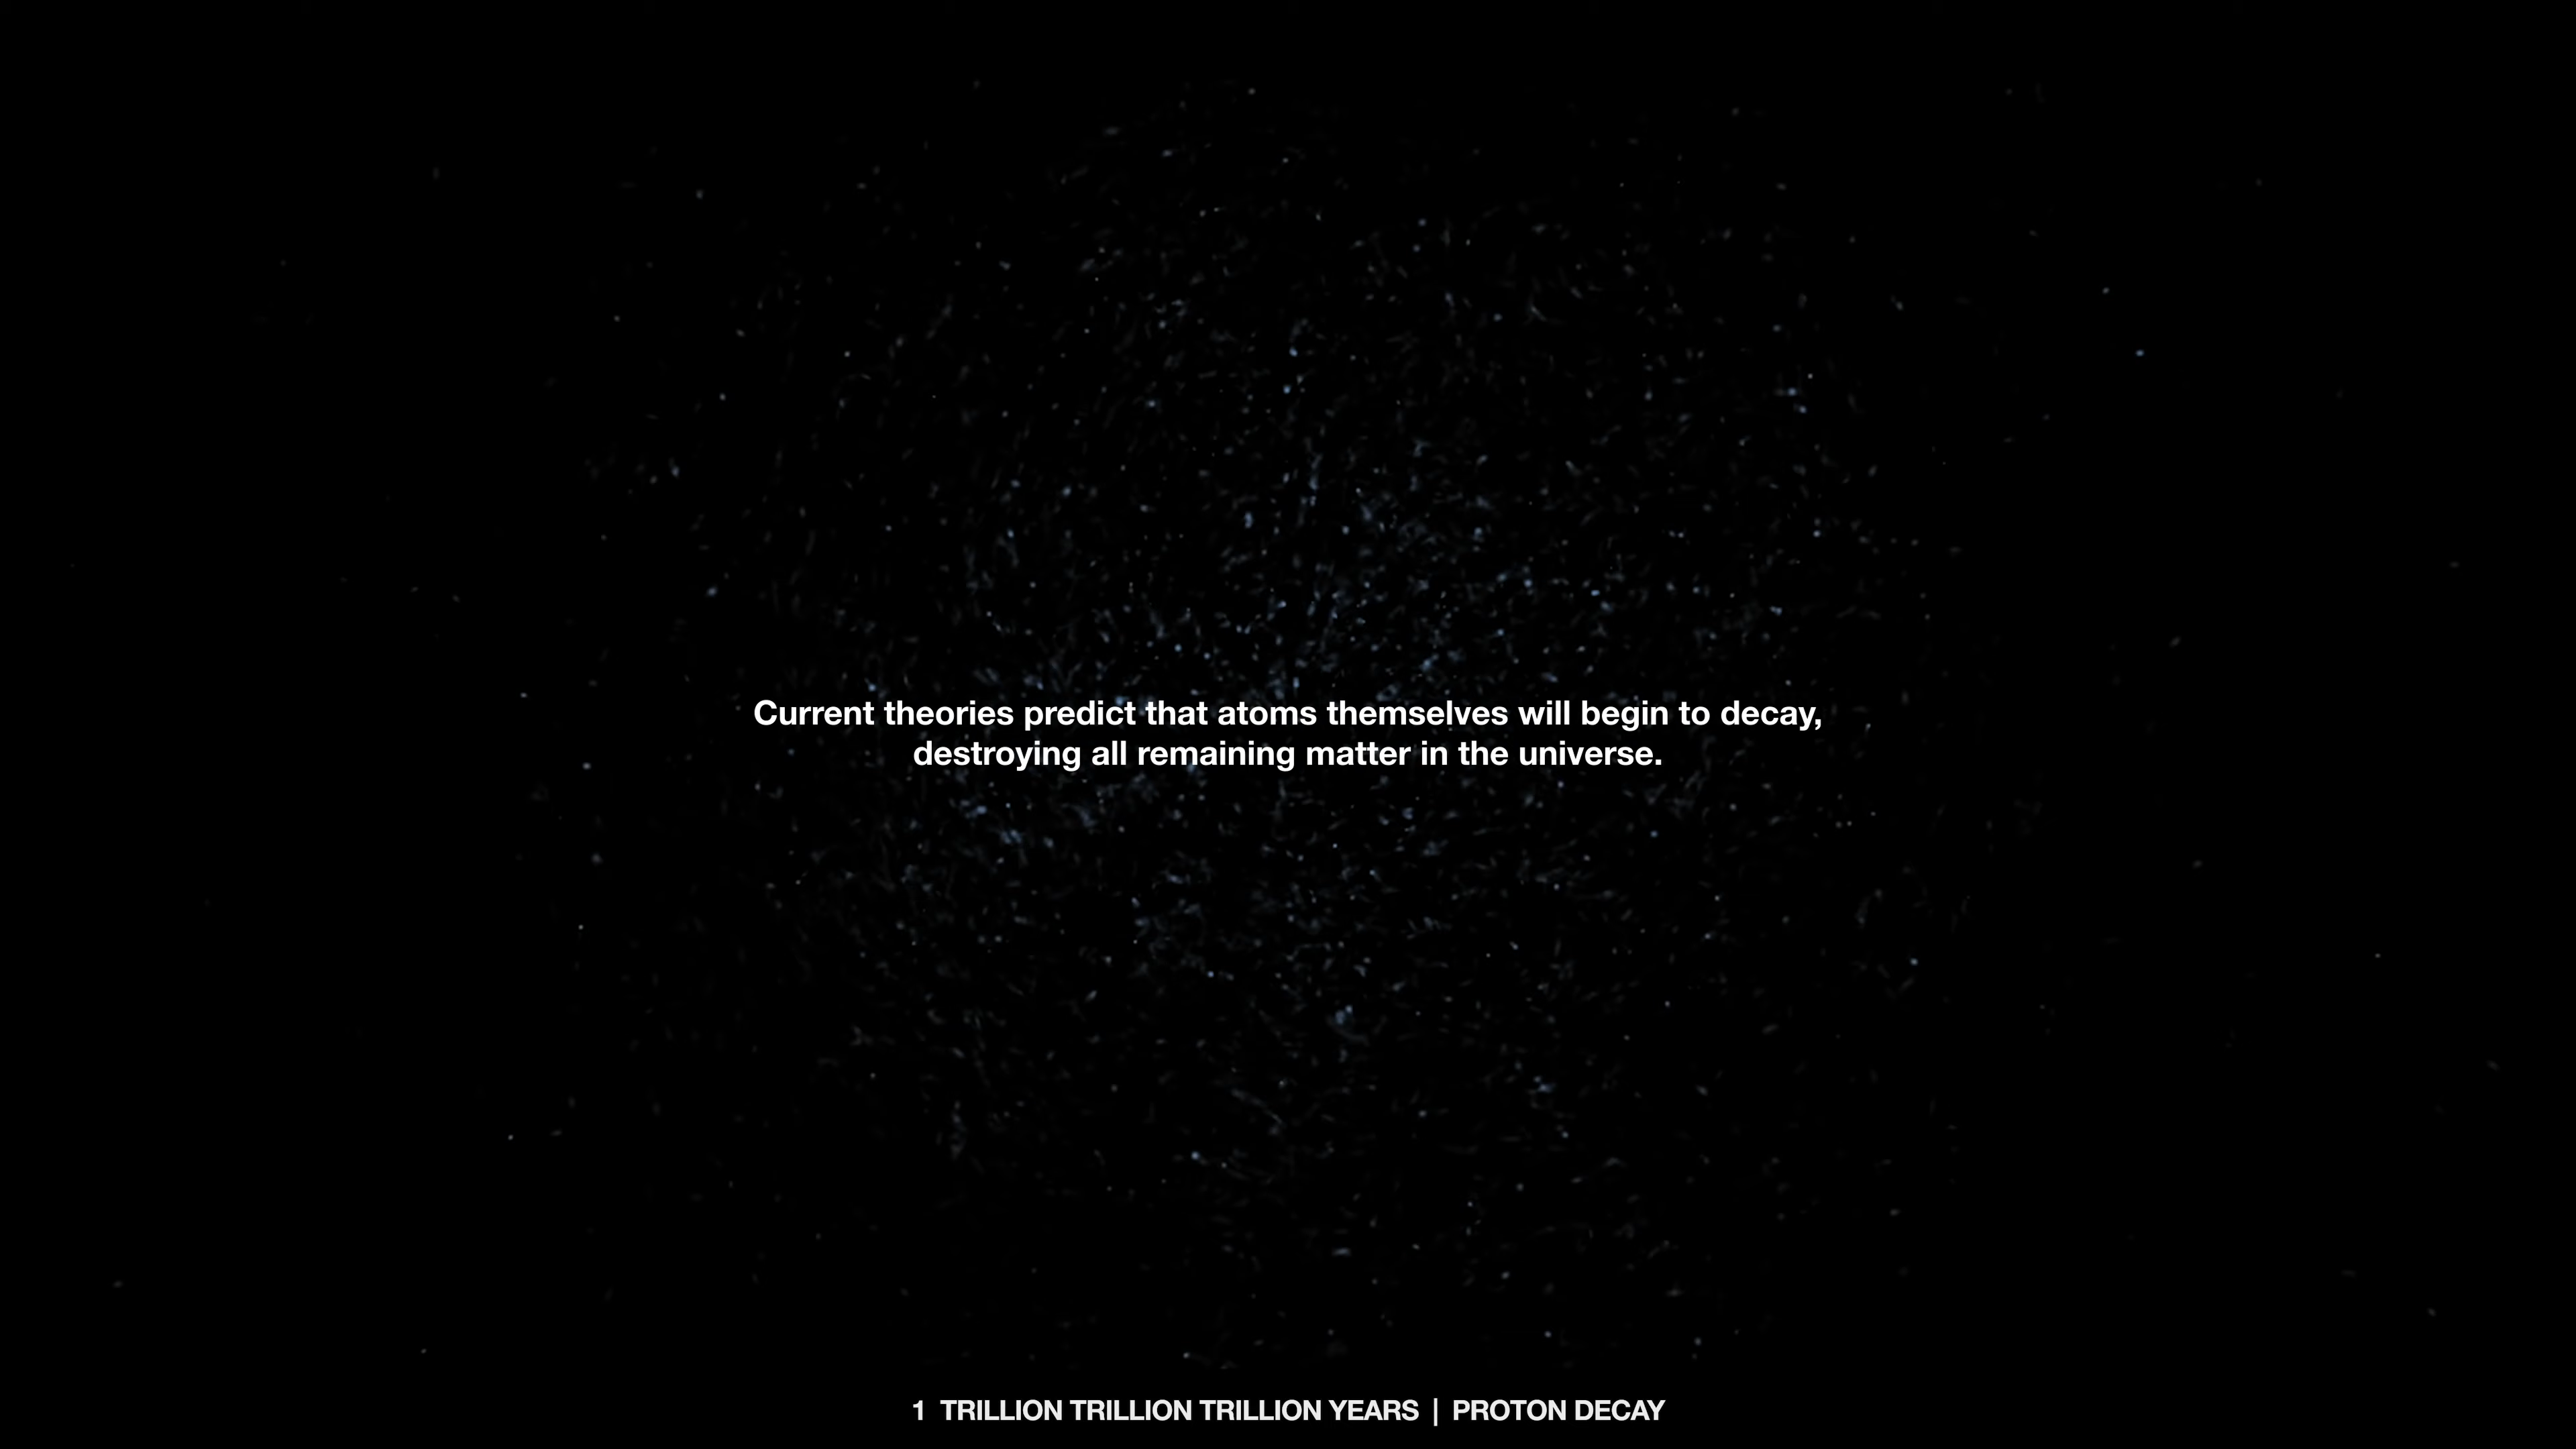 Current theories predict that atoms themselves will begin to decay,
destroying all remaining matter in the universe.
1 TRILLION TRILLION TRILLION YEARS | PROTON DECAY